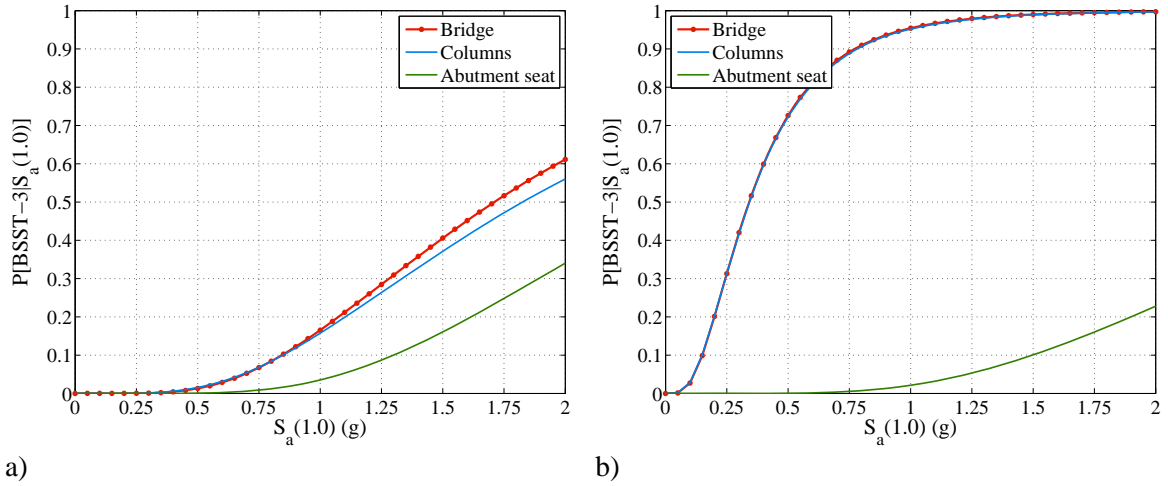 1
0.9
0.8
0.7
0.6
0.5
0.4
0.3
0.2
0.1
0
P[BSST−3|S_a(1.0)]
Bridge
Columns
Abutment seat
0 0.25 0.5 0.75 1 1.25 1.5 1.75 2
S_a(1.0) (g)
a)
1
0.9
0.8
0.7
0.6
0.5
0.4
0.3
0.2
0.1
0
P[BSST−3|S_a(1.0)]
Bridge
Columns
Abutment seat
0 0.25 0.5 0.75 1 1.25 1.5 1.75 2
S_a(1.0) (g)
b)